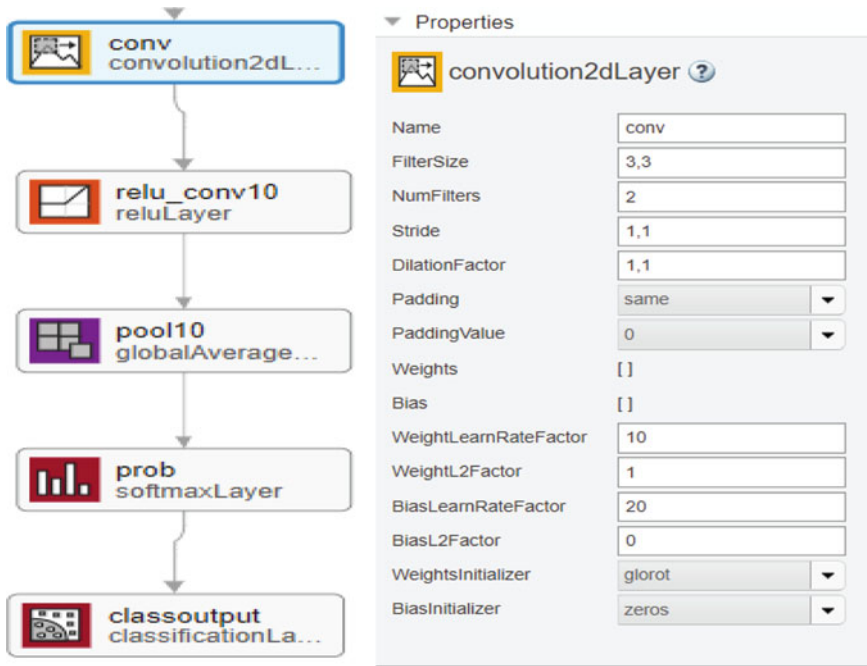 conv
convolution2dL...
relu_conv10
reluLayer
pool10
globalAverage...
prob
softmaxLayer
classoutput
classificationLa...
Properties
convolution2dLayer ?
Name conv
FilterSize 3,3
NumFilters 2
Stride 1,1
DilationFactor 1,1
Padding same
PaddingValue 0
Weights [ ]
Bias [ ]
WeightLearnRateFactor 10
WeightL2Factor 1
BiasLearnRateFactor 20
BiasL2Factor 0
WeightsInitializer glorot
BiasInitializer zeros